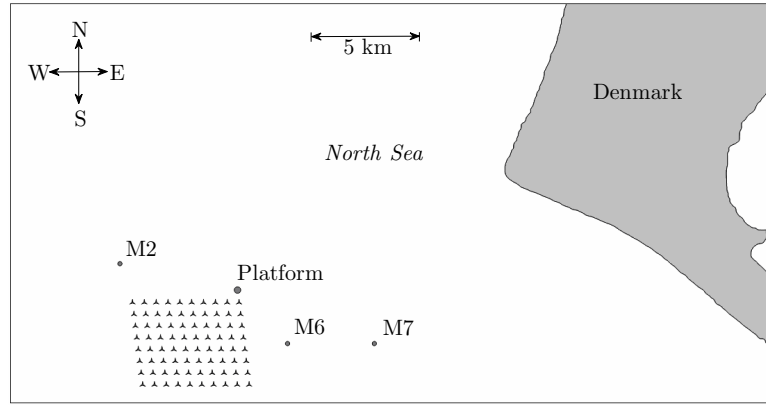 N
W E
S
5 km
Denmark
North Sea
M2
Platform
M6 M7